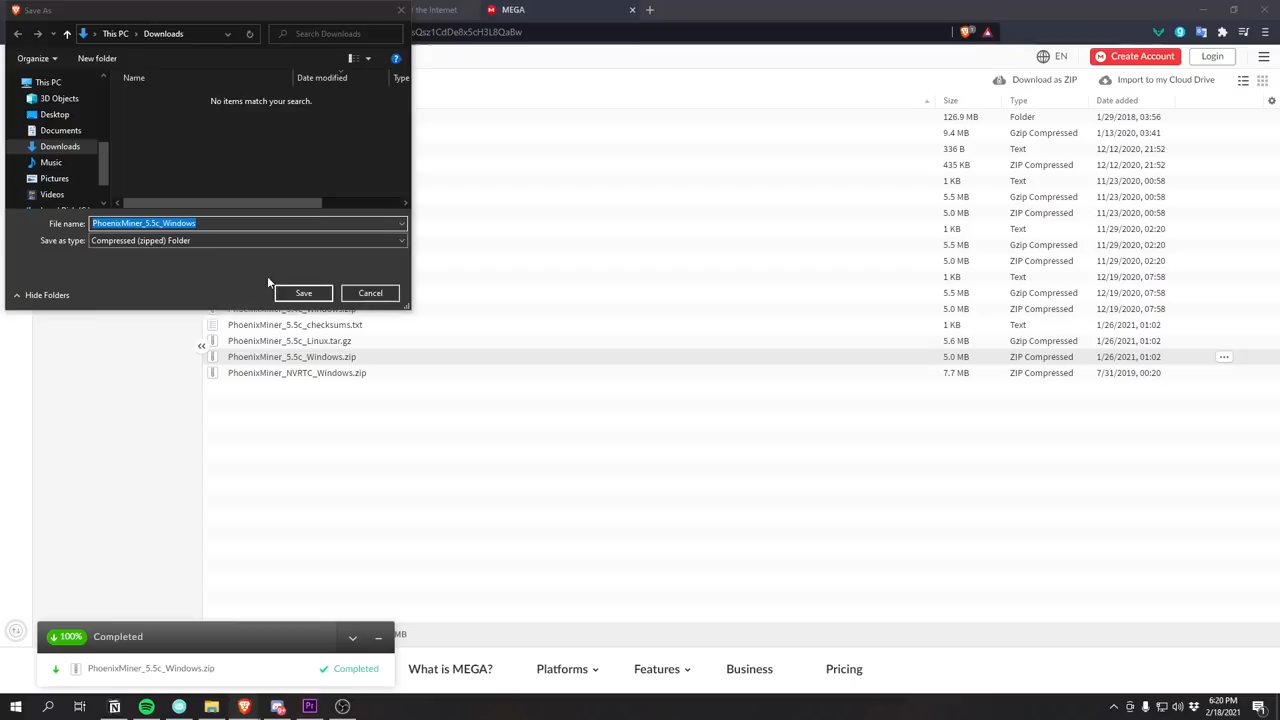 Save As
the Internet
MEGA
This PC
Downloads
Search Downloads
sQsz1CdDe8x5cH3L8QaBw
Organize
New folder
EN
Create Account
Login
This PC
Name
Date modified
Type
Download as ZIP
Import to my Cloud Drive
3D Objects
No items match your search.
Size
Type
Date added
Desktop
126.9 MB
Folder
1/29/2018, 03:56
Documents
9.4 MB
Gzip Compressed
1/13/2020, 03:41
Downloads
336 B
Text
12/12/2020, 21:52
Music
435 KB
ZIP Compressed
12/12/2020, 21:52
Pictures
1 KB
Text
11/23/2020, 00:58
Videos
5.5 MB
Gzip Compressed
11/23/2020, 00:58
5.0 MB
ZIP Compressed
11/23/2020, 00:58
File name:
PhoenixMiner_5.5c_Windows
1 KB
Text
11/29/2020, 02:20
Save as type:
Compressed (zipped) Folder
5.5 MB
Gzip Compressed
11/29/2020, 02:20
5.0 MB
ZIP Compressed
11/29/2020, 02:20
1 KB
Text
12/19/2020, 07:58
Hide Folders
Save
Cancel
5.5 MB
Gzip Compressed
12/19/2020, 07:58
5.0 MB
ZIP Compressed
12/19/2020, 07:58
PhoenixMiner_5.5c_checksums.txt
1 KB
Text
1/26/2021, 01:02
PhoenixMiner_5.5c_Linux.tar.gz
5.6 MB
Gzip Compressed
1/26/2021, 01:02
PhoenixMiner_5.5c_Windows.zip
5.0 MB
ZIP Compressed
1/26/2021, 01:02
PhoenixMiner_NVRTC_Windows.zip
7.7 MB
ZIP Compressed
7/31/2019, 00:20
100%
Completed
MB
PhoenixMiner_5.5c_Windows.zip
Completed
What is MEGA?
Platforms
Features
Business
Pricing
6:20 PM
2/18/2021